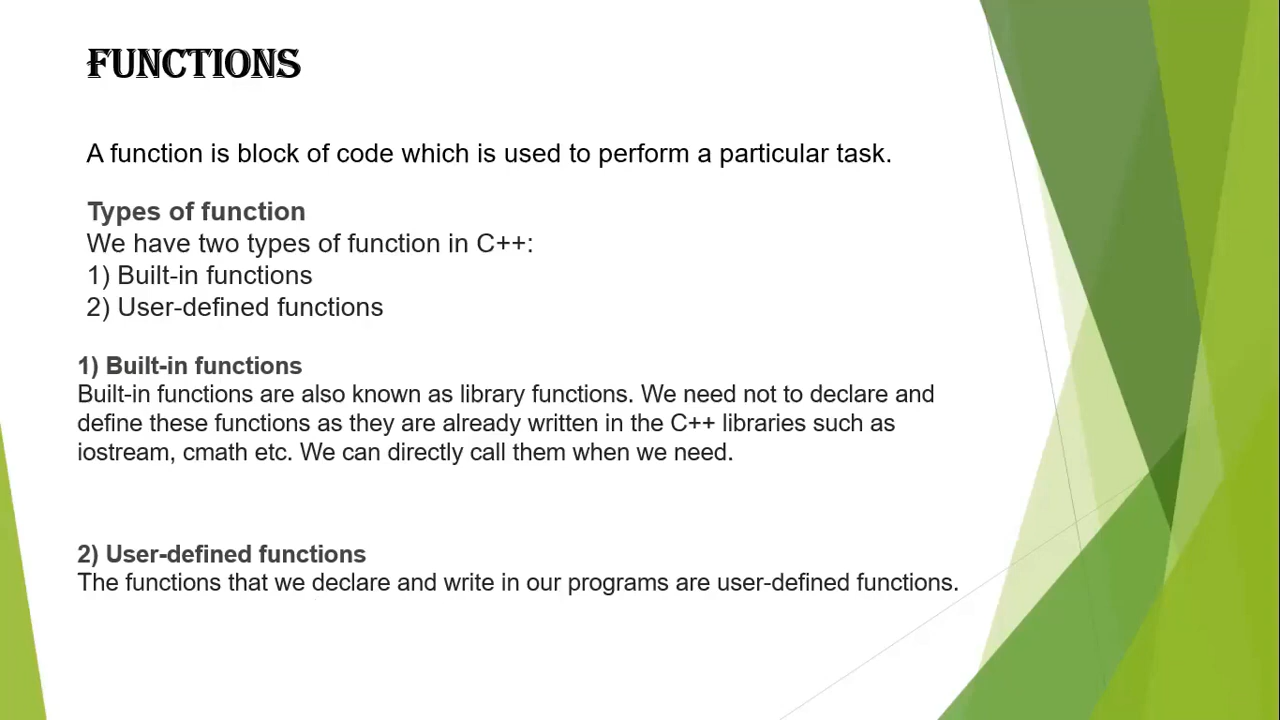 FUNCTIONS
A function is block of code which is used to perform a particular task.
Types of function
We have two types of function in C++:
1) Built-in functions
2) User-defined functions
1) Built-in functions
Built-in functions are also known as library functions. We need not to declare and
define these functions as they are already written in the C++ libraries such as
iostream, cmath etc. We can directly call them when we need.
2) User-defined functions
The functions that we declare and write in our programs are user-defined functions.